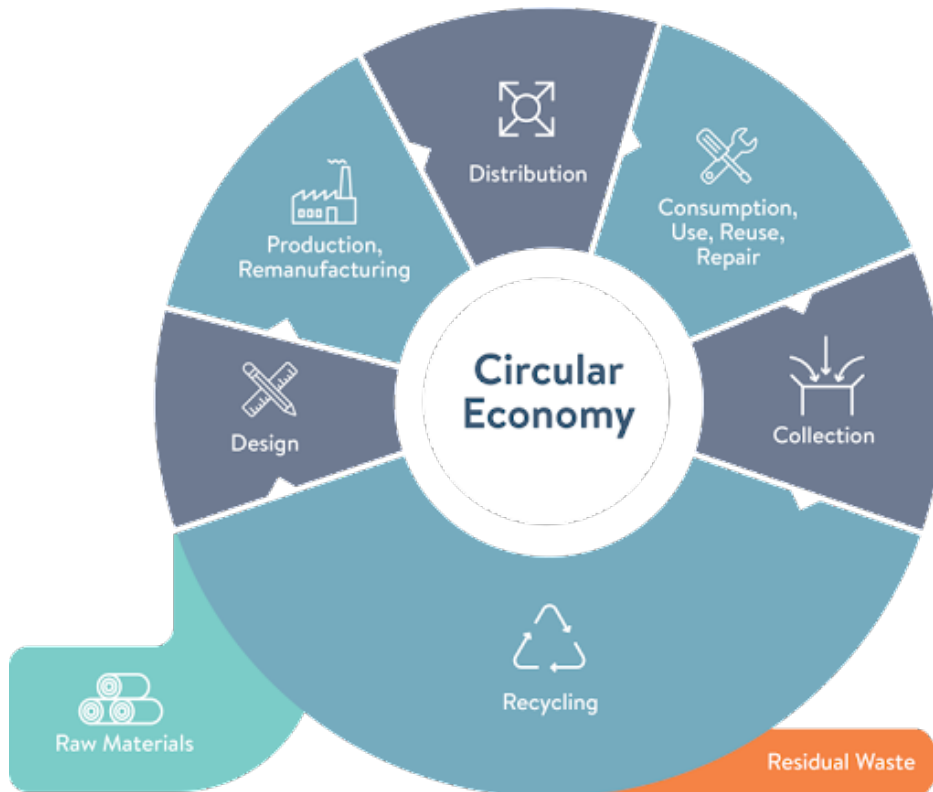 Distribution
Consumption,
Use, Reuse,
Repair
Production,
Remanufacturing
Circular
Economy
Collection
Design
Recycling
Raw Materials
Residual Waste